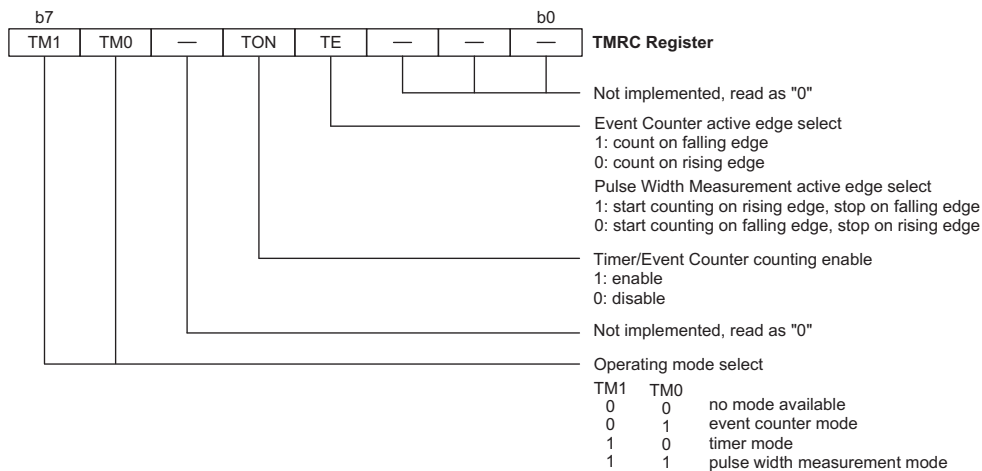 b7 b0
TM1 TM0 — TON TE — — — TMRC Register
Not implemented, read as "0"
Event Counter active edge select
1: count on falling edge
0: count on rising edge
Pulse Width Measurement active edge select
1: start counting on rising edge, stop on falling edge
0: start counting on falling edge, stop on rising edge
Timer/Event Counter counting enable
1: enable
0: disable
Not implemented, read as "0"
Operating mode select
TM1 TM0
0 0 no mode available
0 1 event counter mode
1 0 timer mode
1 1 pulse width measurement mode